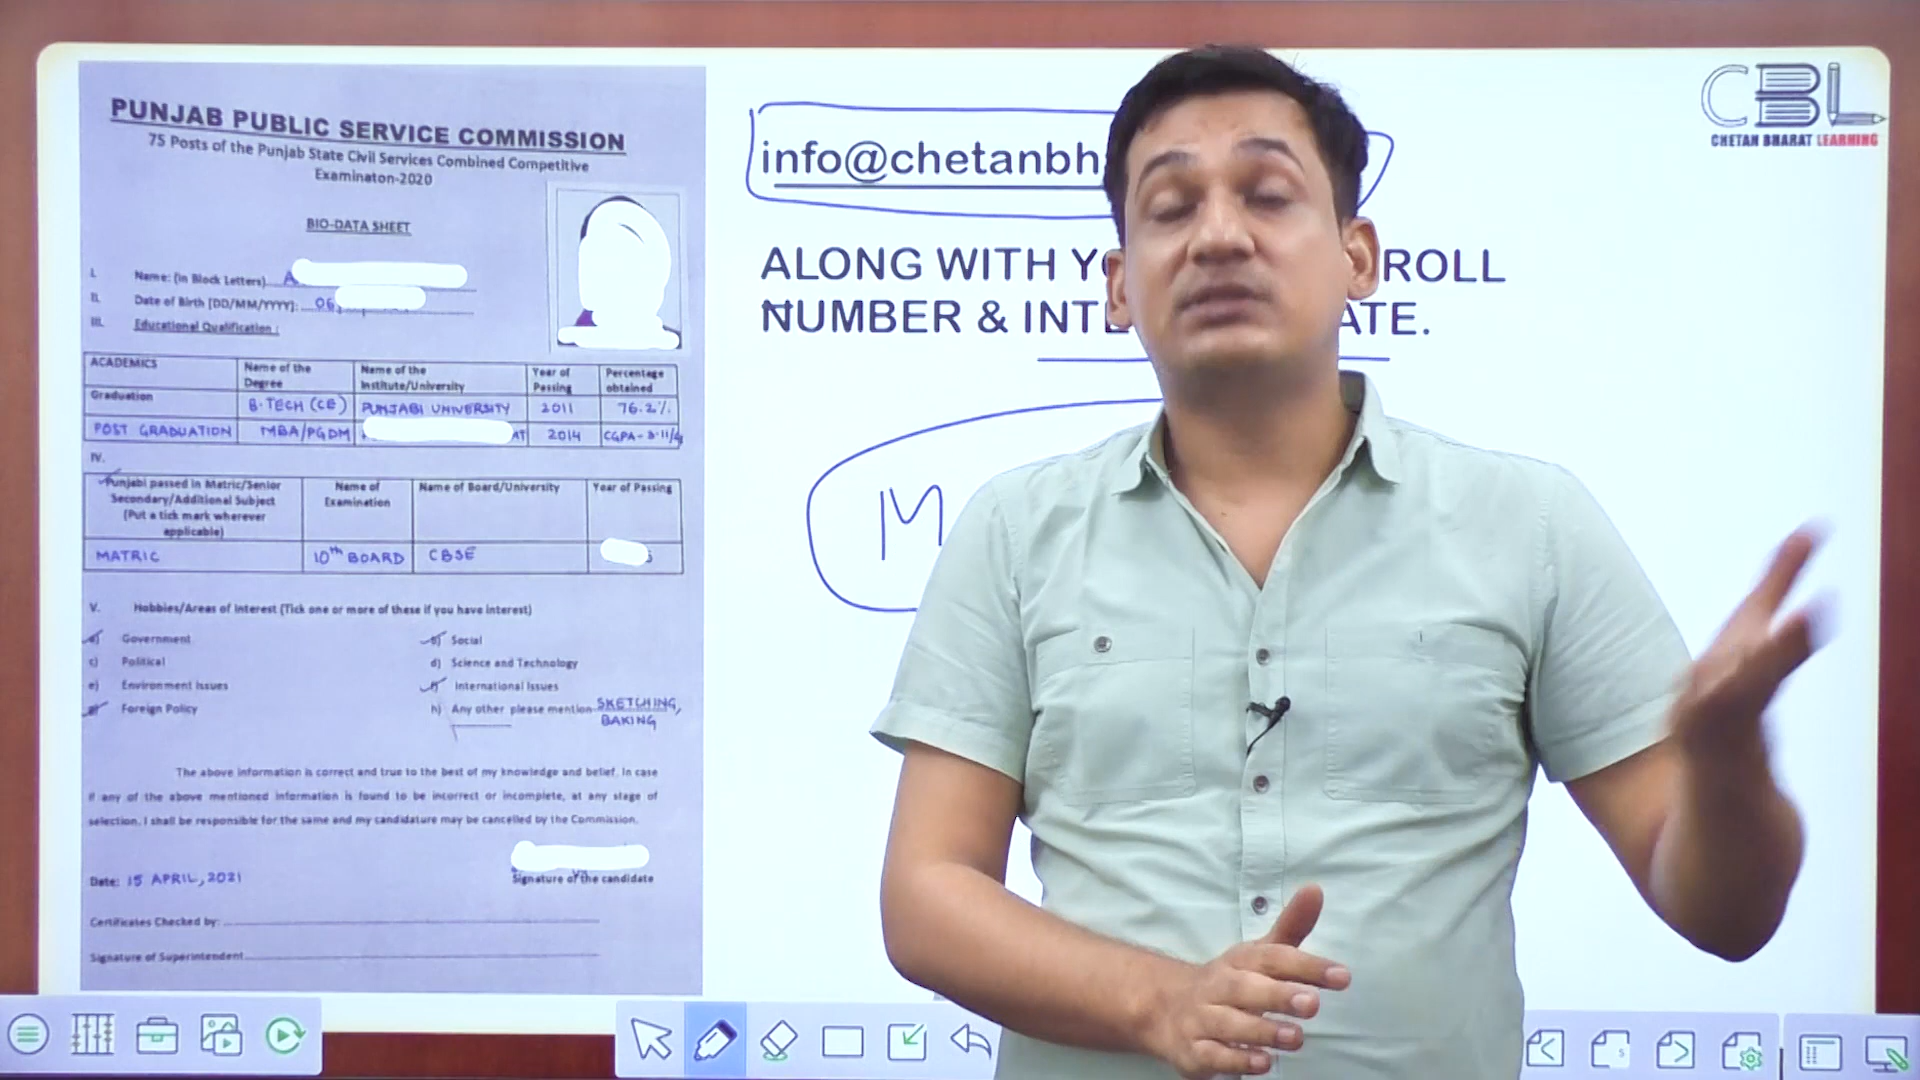 PUNJAB PUBLIC SERVICE COMMISSION
75 Posts of the Punjab State Civil Services Combined Competitive
Examinaton-2020
BIO-DATA SHEET
I. Name: (in Block Letters) A
II. Date of Birth [DD/MM/YYYY]: 06
III. Educational Qualification :
ACADEMICS Name of the Degree Name of the Institute/University Year of Passing Percentage obtained
Graduation B.TECH (CE) PUNJABI UNIVERSITY 2011 76.2%
POST GRADUATION MBA/PGDM AT 2014 CGPA- 3.11/4
IV.
Punjabi passed in Matric/Senior Secondary/Additional Subject (Put a tick mark wherever applicable) Name of Examination Name of Board/University Year of Passing
MATRIC 10th BOARD CBSE
V. Hobbies/Areas of Interest (Tick one or more of these if you have interest)
a) Government b) Social
c) Political d) Science and Technology
e) Environment Issues f) International Issues
g) Foreign Policy h) Any other please mention SKETCHING,
BAKING
The above information is correct and true to the best of my knowledge and belief. In case
if any of the above mentioned information is found to be incorrect or incomplete, at any stage of
selection, I shall be responsible for the same and my candidature may be cancelled by the Commission.
Date: 15 APRIL, 2021 Signature of the candidate
Certificates Checked by:
Signature of Superintendent
info@chetanbha
ALONG WITH YO ROLL
NUMBER & INTE ATE.
M
CBL
CHETAN BHARAT LEARNING